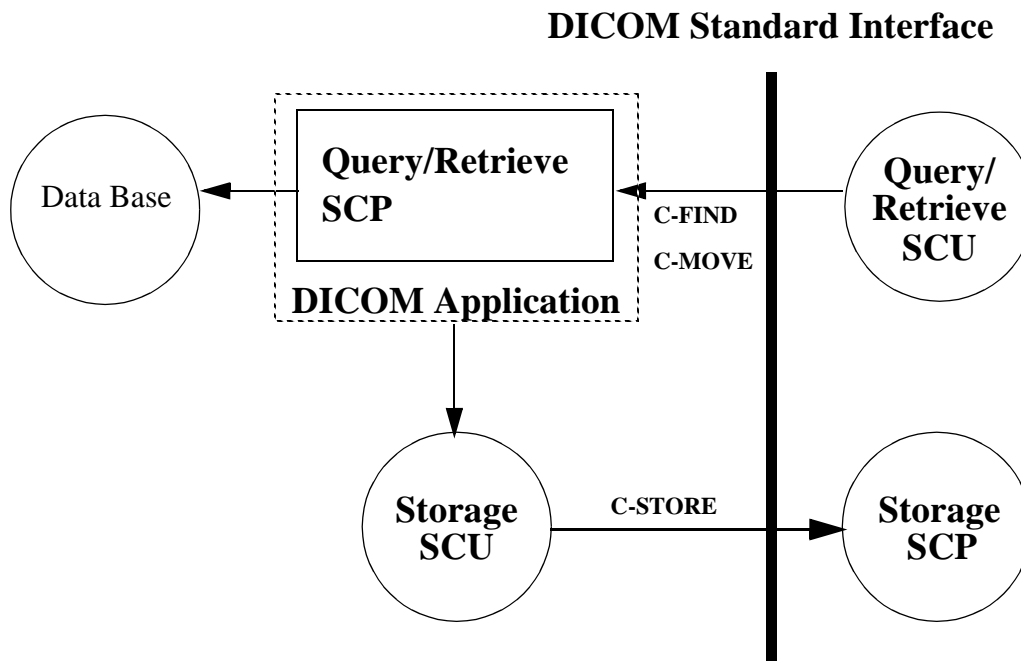 DICOM Standard Interface
Data Base
Query/Retrieve
SCP
DICOM Application
C-FIND
C-MOVE
Query/
Retrieve
SCU
Storage
SCU
C-STORE
Storage
SCP